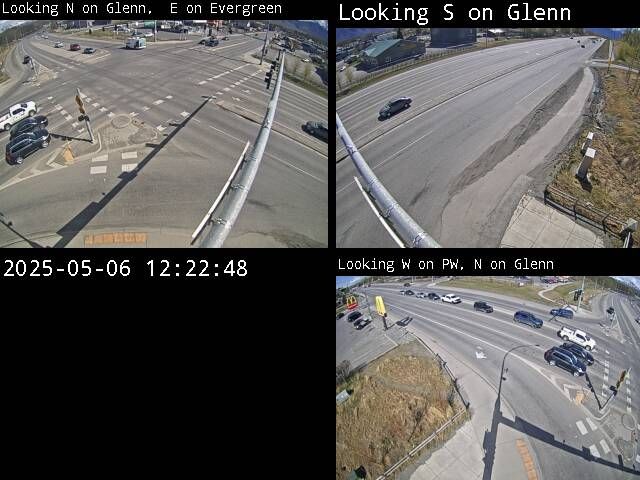 Looking N on Glenn,  E on Evergreen
Looking S on Glenn
2025-05-06 12:22:48
Looking W on PW, N on Glenn